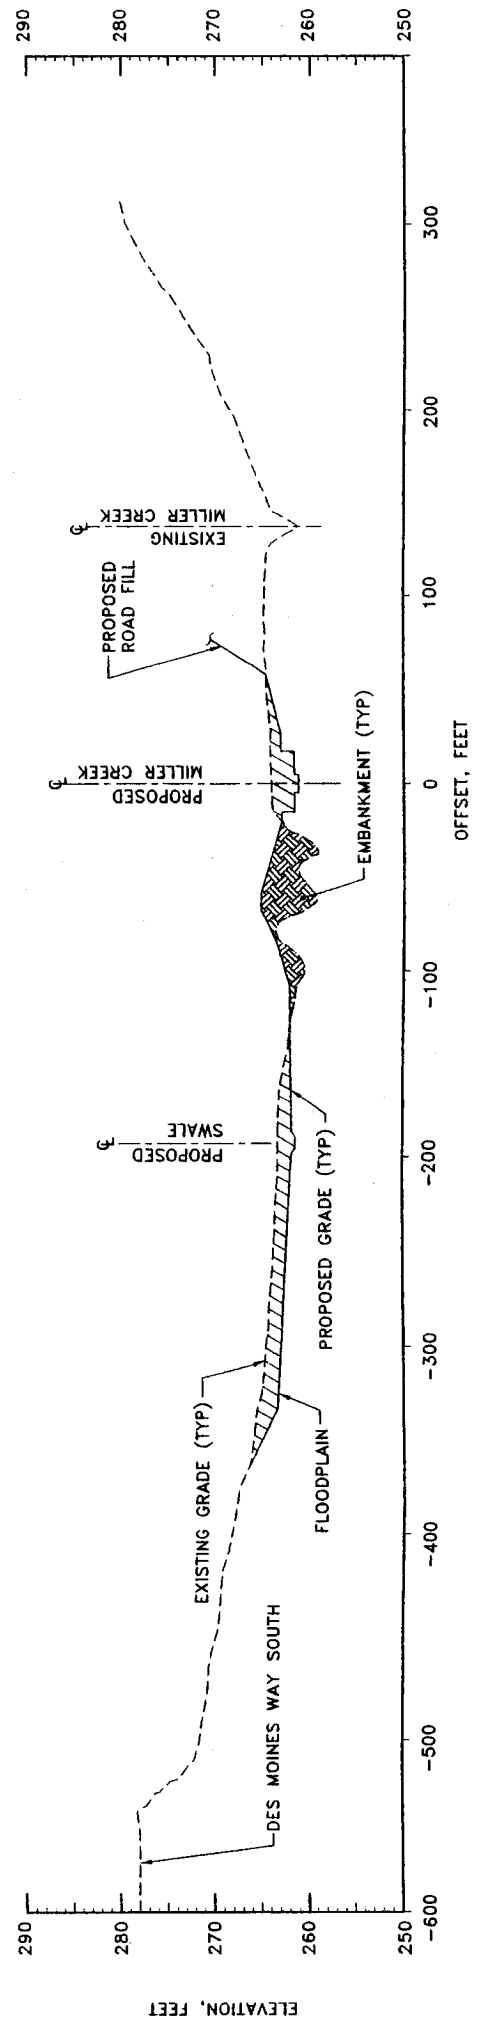 290
280
270
260
250
ELEVATION, FEET
290
280
270
260
250
-600
-500
-400
-300
-200
-100
0
100
200
300
OFFSET, FEET
DES MOINES WAY SOUTH
EXISTING GRADE (TYP)
FLOODPLAIN
PROPOSED GRADE (TYP)
PROPOSED
SWALE
EMBANKMENT (TYP)
PROPOSED
MILLER CREEK
PROPOSED
ROAD FILL
EXISTING
MILLER CREEK